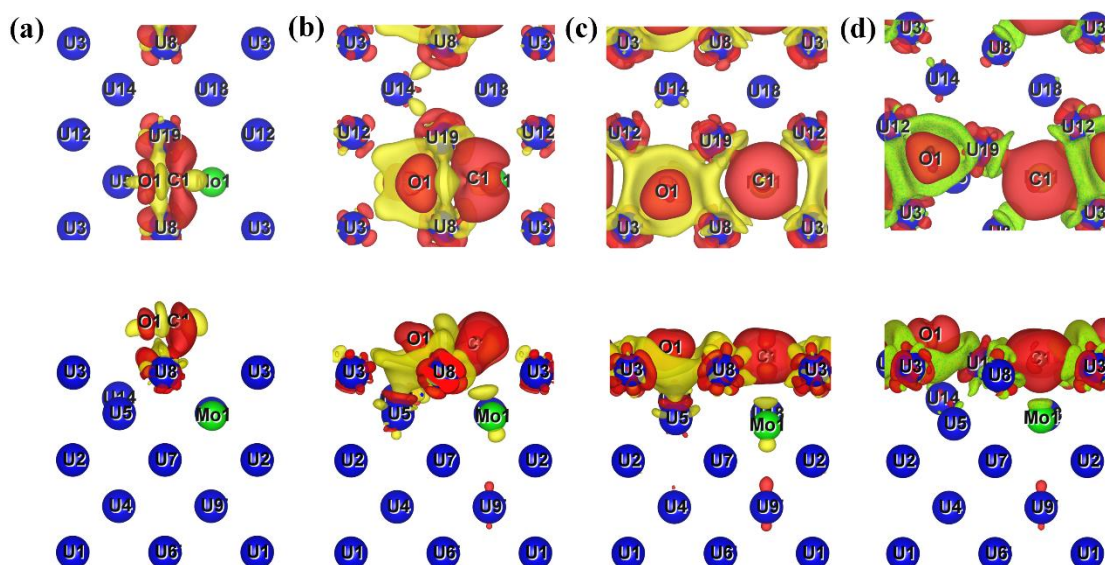 (a)
U8
U3 U3
U14 U18
U12 U19 U12
O1 C1
U3 U8 U3
(b)
U3 U8 U3
U14 U18
U12 U19 U12
O1 C1
U3 U8 U3
(c)
U3 U8 U3
U14 U18
U12 U19 U12
O1 C1
U3 U8 U3
(d)
U3 U8
U14 U18
U12 U19 U12
O1 C1
U3 U3
O1
U3 U8 U3
U14
U5 Mo1
U2 U7 U2
U4 U9
U1 U6 U1
O1
U3 U8 U3
U5 Mo1
U2 U7 U2
U4 U9
U1 U6 U1
O1 C1
U3 U8 U3
U5 Mo1
U2 U7 U2
U4 U9
U1 U6 U1
O1 C1
U3 U8 U3
U14 Mo1
U5
U2 U7 U2
U4 U9
U1 U6 U1